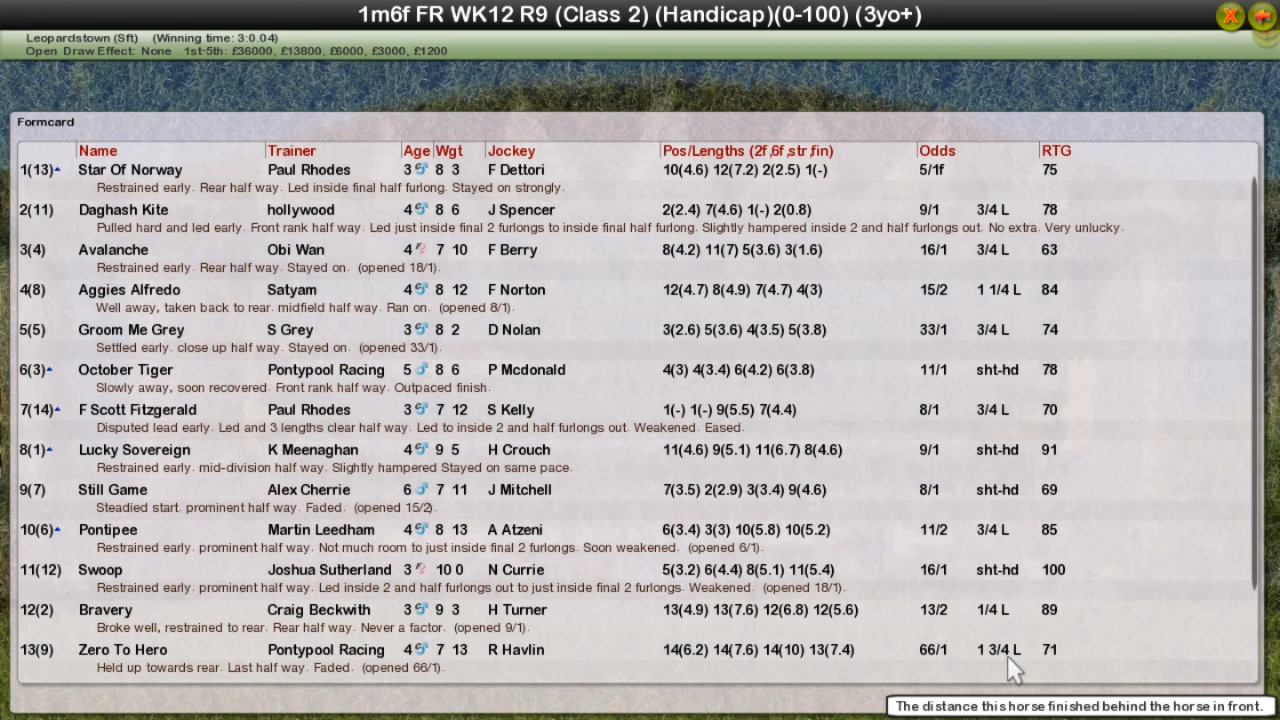 1m6f FR WK12 R9 (Class 2) (Handicap)(0-100) (3yo+)
Leopardstown (Sft) (Winning time: 3:0.04)
Open Draw Effect: None 1st-5th: £36000, £13800, £6000, £3000, £1200
Formcard
Name Trainer Age Wgt Jockey Pos/Lengths (2f,6f,str,fin) Odds RTG
1(13) Star Of Norway Paul Rhodes 3 8 3 F Dettori 10(4.6) 12(7.2) 2(2.5) 1(-) 5/1f 75
Restrained early. Rear half way. Led inside final half furlong. Stayed on strongly.
2(11) Daghash Kite hollywood 4 8 6 J Spencer 2(2.4) 7(4.6) 1(-) 2(0.8) 9/1 3/4 L 78
Pulled hard and led early. Front rank half way. Led just inside final 2 furlongs to inside final half furlong. Slightly hampered inside 2 and half furlongs out. No extra. Very unlucky.
3(4) Avalanche Obi Wan 4 7 10 F Berry 8(4.2) 11(7) 5(3.6) 3(1.6) 16/1 3/4 L 63
Restrained early. Rear half way. Stayed on. (opened 18/1).
4(8) Aggies Alfredo Satyam 4 8 12 F Norton 12(4.7) 8(4.9) 7(4.7) 4(3) 15/2 1 1/4 L 84
Well away, taken back to rear. midfield half way. Ran on. (opened 8/1).
5(5) Groom Me Grey S Grey 3 8 2 D Nolan 3(2.6) 5(3.6) 4(3.5) 5(3.8) 33/1 3/4 L 74
Settled early. close up half way. Stayed on. (opened 33/1).
6(3) October Tiger Pontypool Racing 5 8 6 P Mcdonald 4(3) 4(3.4) 6(4.2) 6(3.8) 11/1 sht-hd 78
Slowly away, soon recovered. Front rank half way. Outpaced finish.
7(14) F Scott Fitzgerald Paul Rhodes 3 7 12 S Kelly 1(-) 1(-) 9(5.5) 7(4.4) 8/1 3/4 L 70
Disputed lead early. Led and 3 lengths clear half way. Led to inside 2 and half furlongs out. Weakened. Eased.
8(1) Lucky Sovereign K Meenaghan 4 9 5 H Crouch 11(4.6) 9(5.1) 11(6.7) 8(4.6) 9/1 sht-hd 91
Restrained early. mid-division half way. Slightly hampered Stayed on same pace.
9(7) Still Game Alex Cherrie 6 7 11 J Mitchell 7(3.5) 2(2.9) 3(3.4) 9(4.6) 8/1 sht-hd 69
Steadied start. prominent half way. Faded. (opened 15/2).
10(6) Pontipee Martin Leedham 4 8 13 A Atzeni 6(3.4) 3(3) 10(5.8) 10(5.2) 11/2 3/4 L 85
Restrained early. prominent half way. Not much room to just inside final 2 furlongs. Soon weakened. (opened 6/1).
11(12) Swoop Joshua Sutherland 3 10 0 N Currie 5(3.2) 6(4.4) 8(5.1) 11(5.4) 16/1 sht-hd 100
Restrained early. prominent half way. Led inside 2 and half furlongs out to just inside final 2 furlongs. Weakened. (opened 18/1).
12(2) Bravery Craig Beckwith 3 9 3 H Turner 13(4.9) 13(7.6) 12(6.8) 12(5.6) 13/2 1/4 L 89
Broke well, restrained to rear. Rear half way. Never a factor. (opened 9/1).
13(9) Zero To Hero Pontypool Racing 4 7 13 R Havlin 14(6.2) 14(7.6) 14(10) 13(7.4) 66/1 1 3/4 L 71
Held up towards rear. Last half way. Faded. (opened 66/1).
The distance this horse finished behind the horse in front.